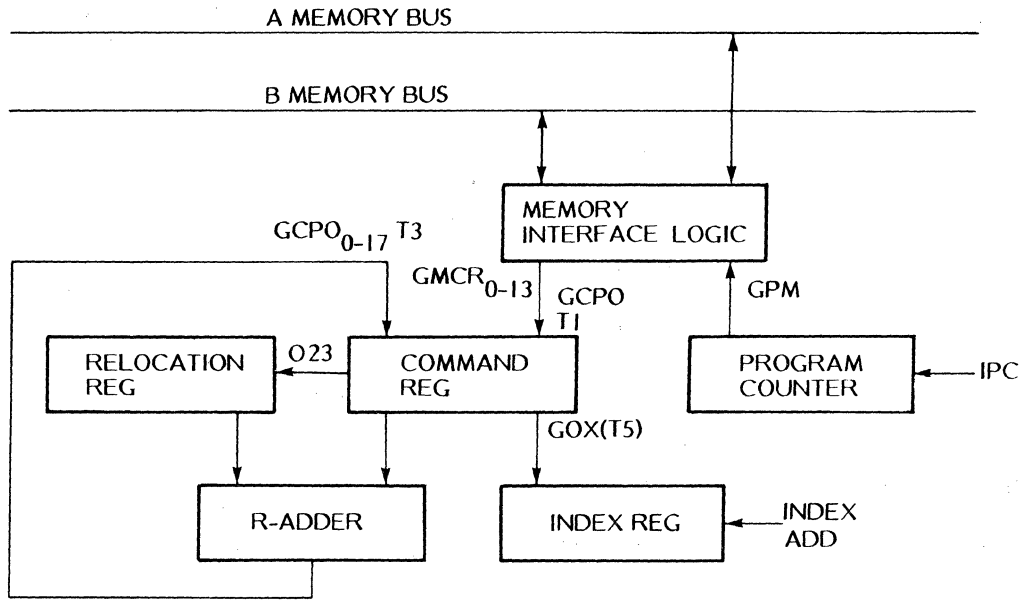 A MEMORY BUS
B MEMORY BUS
MEMORY
INTERFACE LOGIC
GCPO0-17 T3
GMCR0-13
GCPO
T1
GPM
RELOCATION
REG
O23
COMMAND
REG
PROGRAM
COUNTER
IPC
GOX(T5)
R-ADDER
INDEX REG
INDEX
ADD